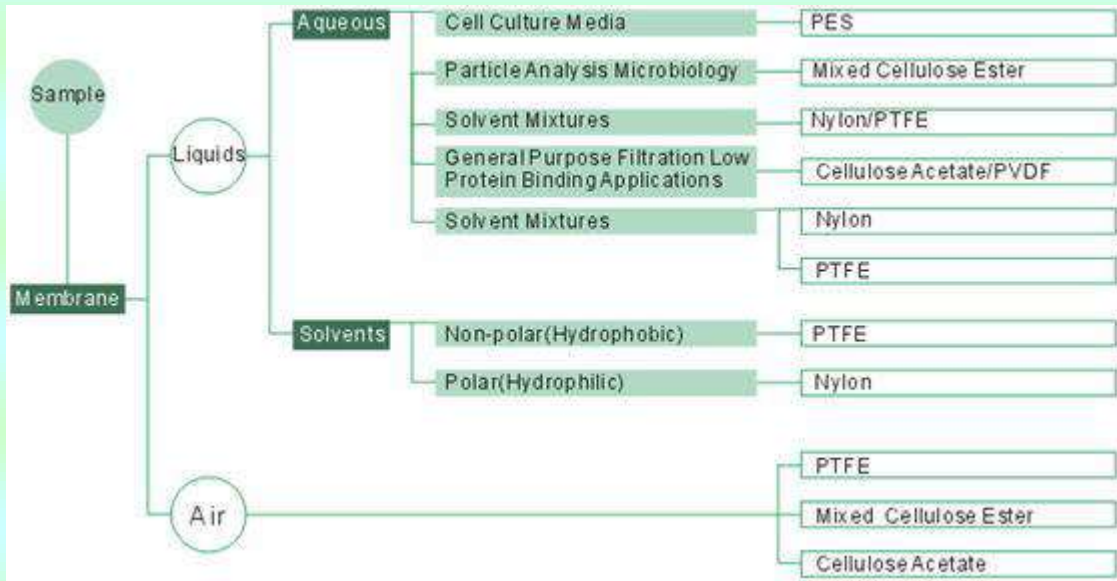 Sample
Membrane
Liquids
Aqueous
Cell Culture Media
PES
Particle Analysis Microbiology
Mixed Cellulose Ester
Solvent Mixtures
Nylon/PTFE
General Purpose Filtration Low
Protein Binding Applications
Cellulose Acetate/PVDF
Solvent Mixtures
Nylon
PTFE
Solvents
Non-polar(Hydrophobic)
PTFE
Polar(Hydrophilic)
Nylon
Air
PTFE
Mixed Cellulose Ester
Cellulose Acetate